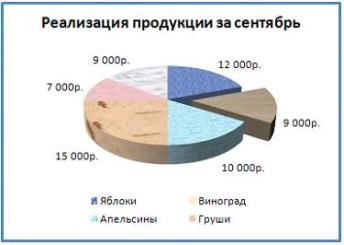 Реализация продукции за сентябрь
9 000р.
12 000р.
7 000р.
9 000р.
15 000р.
10 000р.
Яблоки
Виноград
Апельсины
Груши